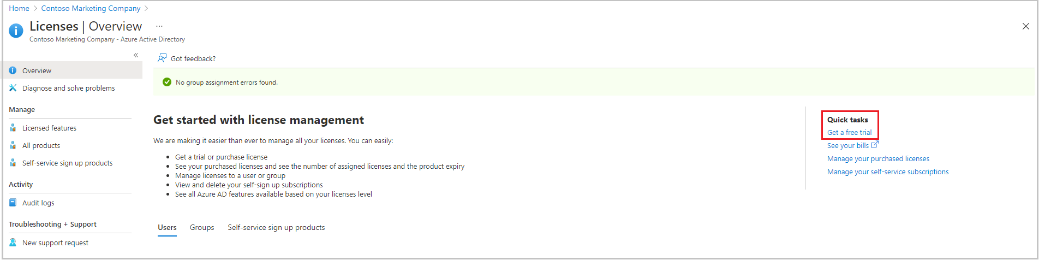 Home > Contoso Marketing Company >
Licenses | Overview ...
Contoso Marketing Company - Azure Active Directory
«
Overview
Diagnose and solve problems
Manage
Licensed features
All products
Self-service sign up products
Activity
Audit logs
Troubleshooting + Support
New support request
Got feedback?
No group assignment errors found.
Get started with license management
We are making it easier than ever to manage all your licenses. You can easily:
• Get a trial or purchase license
• See your purchased licenses and see the number of assigned licenses and the product expiry
• Manage licenses to a user or group
• View and delete your self-sign up subscriptions
• See all Azure AD features available based on your licenses level
Users Groups Self-service sign up products
Quick tasks
Get a free trial
See your bills
Manage your purchased licenses
Manage your self-service subscriptions